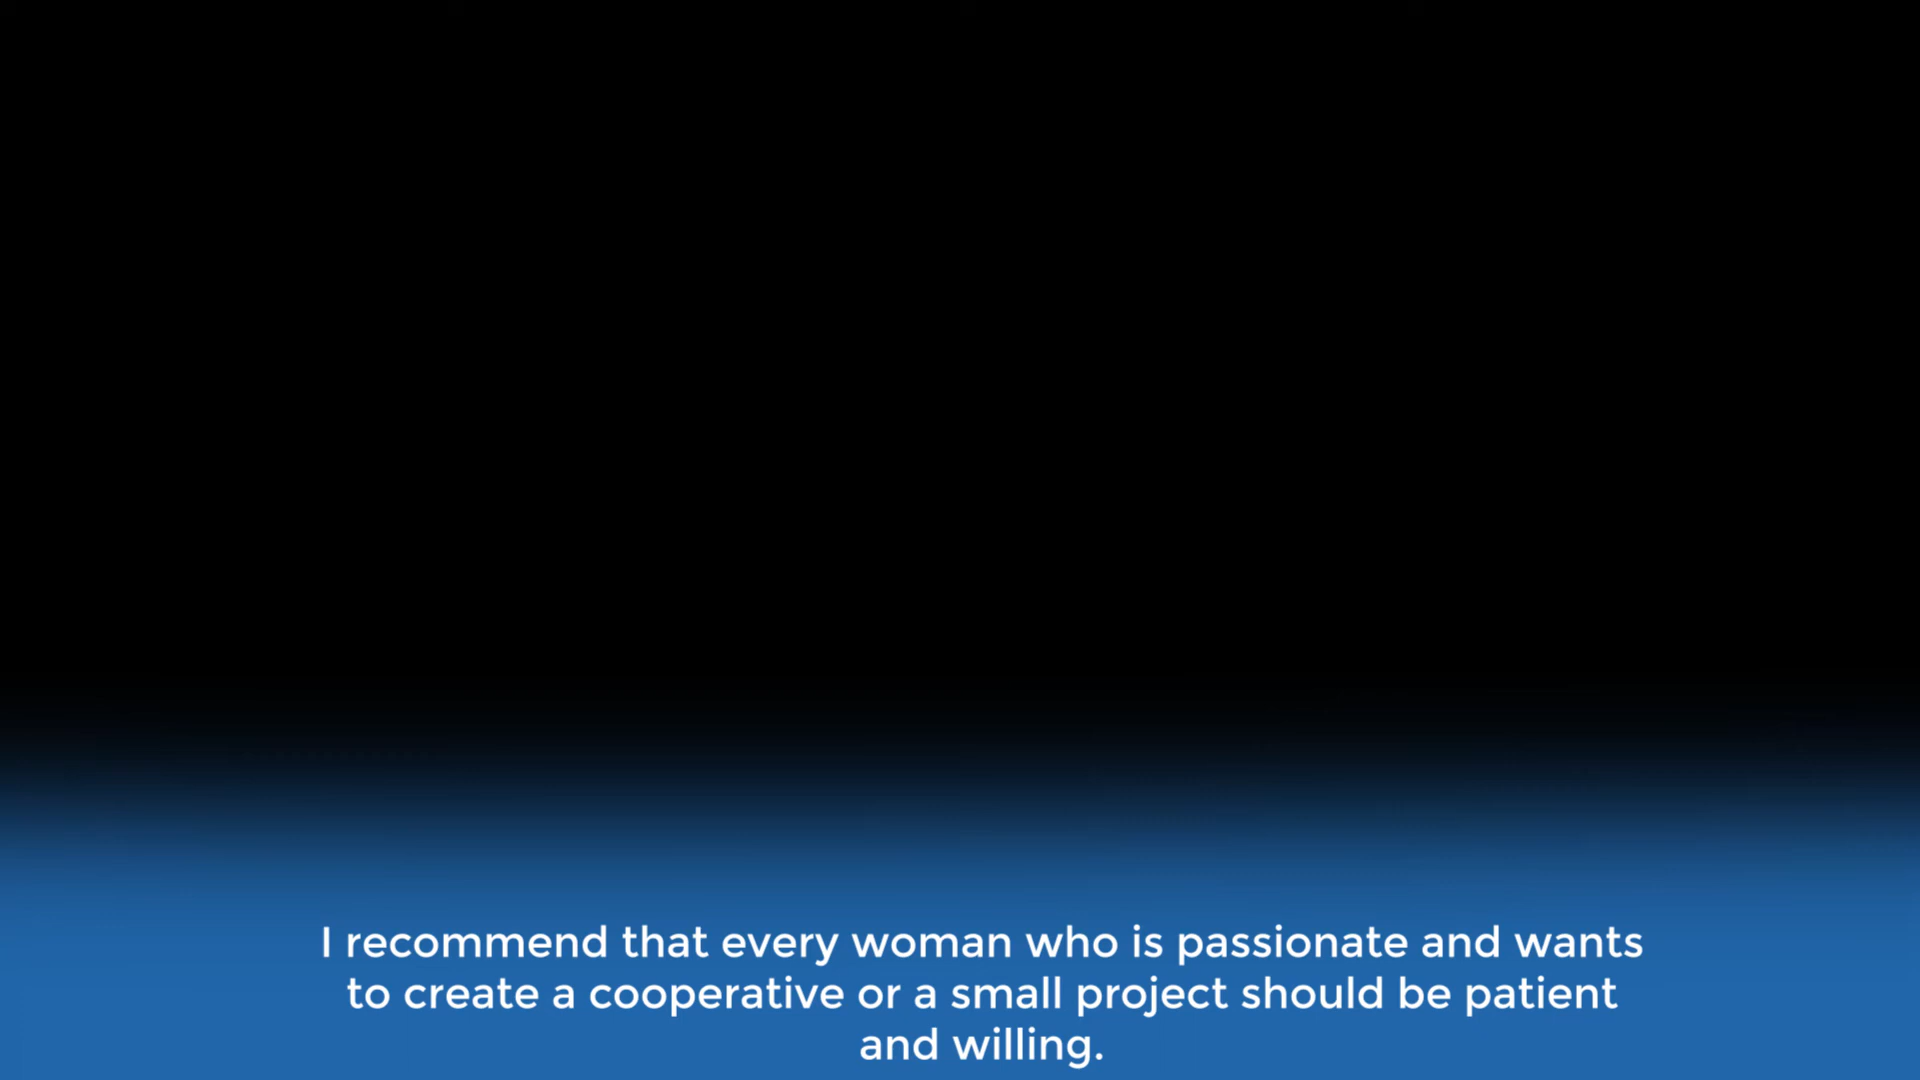 I recommend that every woman who is passionate and wants
to create a cooperative or a small project should be patient
and willing.